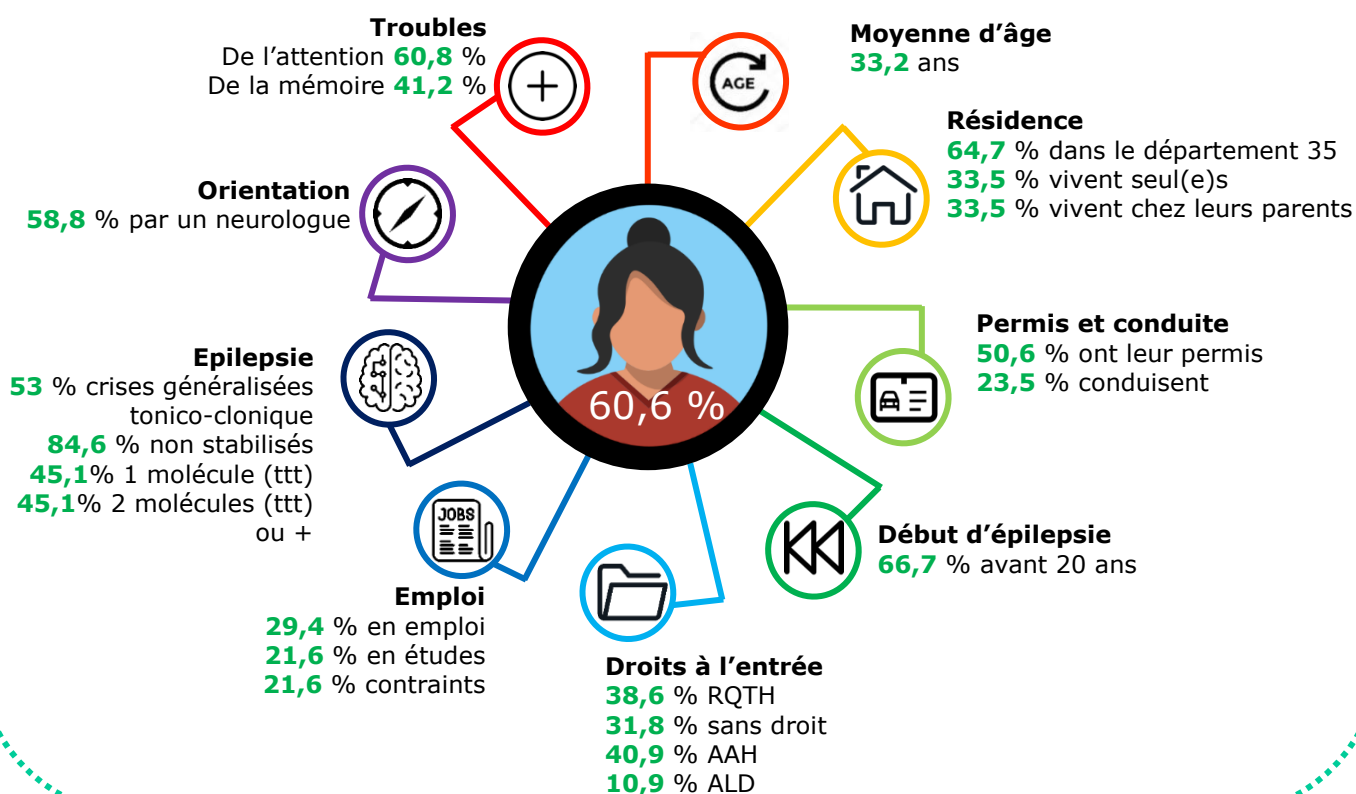 Troubles
De l'attention 60,8 %
De la mémoire 41,2 %
AGE
Moyenne d'âge
33,2 ans
Résidence
64,7 % dans le département 35
33,5 % vivent seul(e)s
33,5 % vivent chez leurs parents
Orientation
58,8 % par un neurologue
60,6 %
Permis et conduite
50,6 % ont leur permis
23,5 % conduisent
Epilepsie
53 % crises généralisées
tonico-clonique
84,6 % non stabilisés
45,1% 1 molécule (ttt)
45,1% 2 molécules (ttt)
ou +
JOBS
Emploi
29,4 % en emploi
21,6 % en études
21,6 % contraints
Début d'épilepsie
66,7 % avant 20 ans
Droits à l'entrée
38,6 % RQTH
31,8 % sans droit
40,9 % AAH
10,9 % ALD